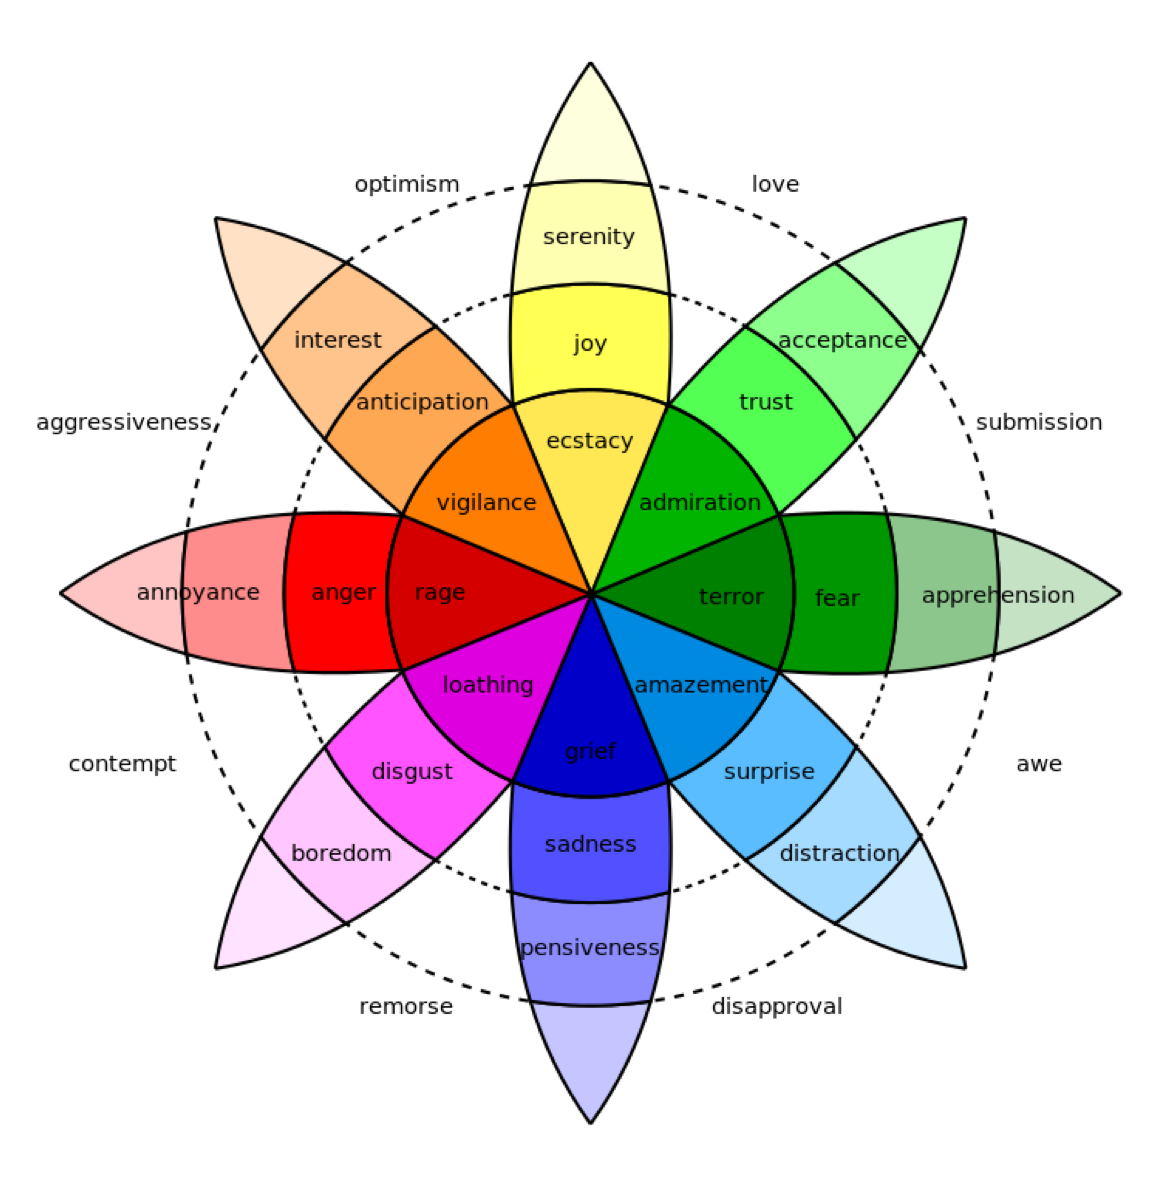 optimism
love
serenity
interest
joy
acceptance
anticipation
trust
aggressiveness
submission
ecstacy
vigilance
admiration
annoyance
anger
rage
terror
fear
apprehension
loathing
amazement
grief
contempt
disgust
surprise
awe
boredom
sadness
distraction
pensiveness
remorse
disapproval